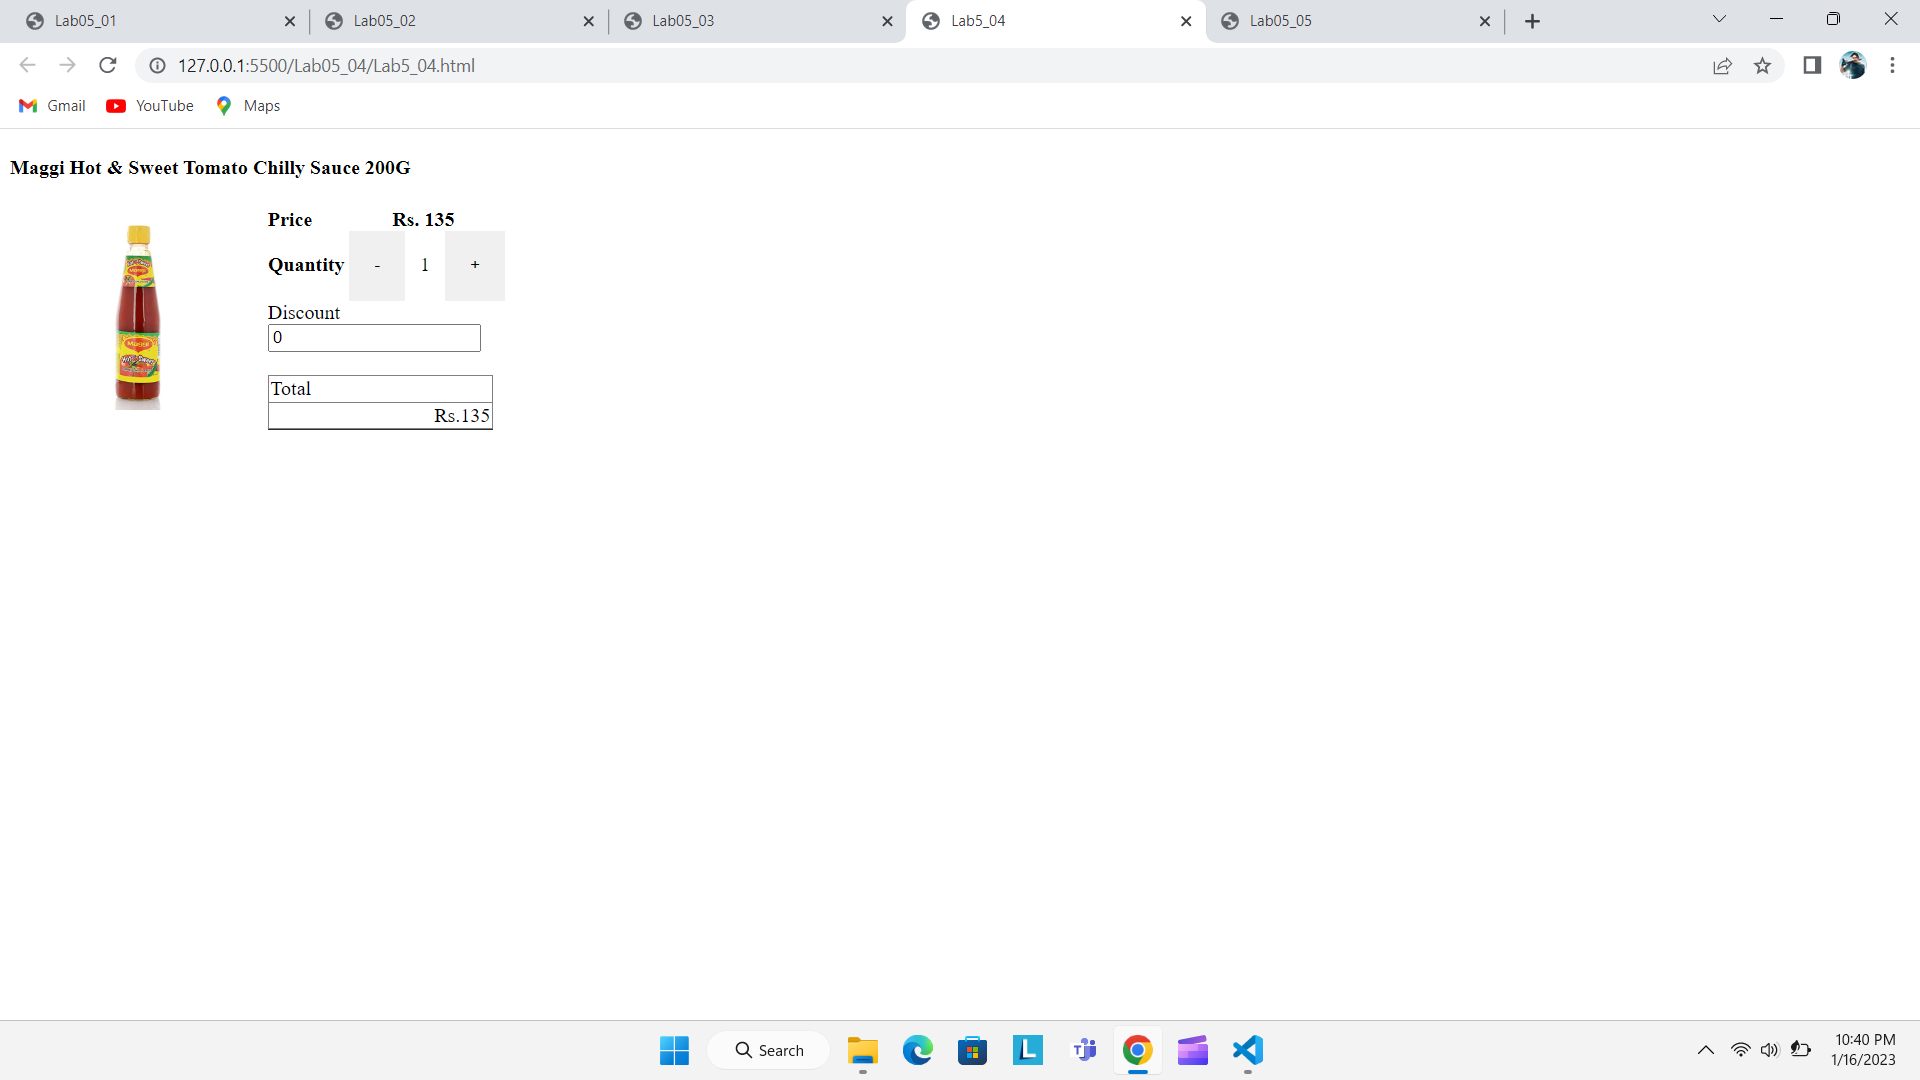 Lab05_01 Lab05_02 Lab05_03 Lab5_04 Lab05_05
127.0.0.1:5500/Lab05_04/Lab5_04.html
Gmail YouTube Maps
Maggi Hot & Sweet Tomato Chilly Sauce 200G
Price Rs. 135
Quantity - 1 +
Discount
0
Total
Rs.135
Search
10:40 PM
1/16/2023